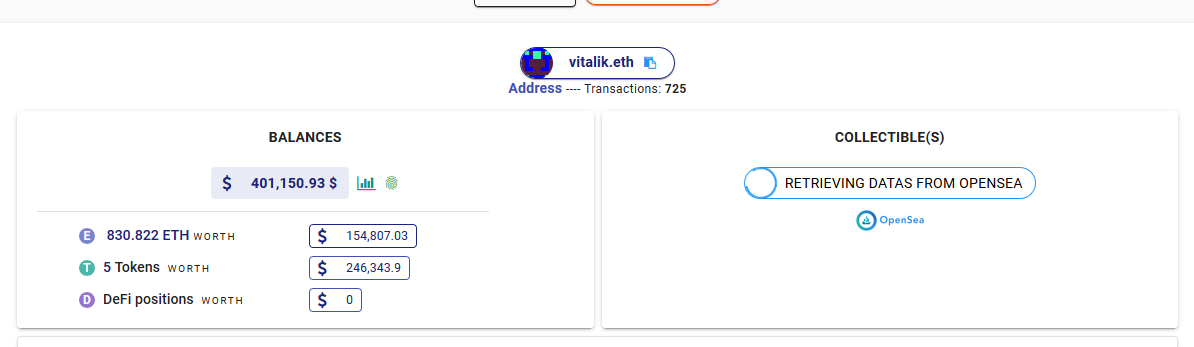 vitalik.eth
Address ---- Transactions: 725
BALANCES
$ 401,150.93 $
E 830.822 ETH WORTH $ 154,807.03
T 5 Tokens WORTH $ 246,343.9
D DeFi positions WORTH $ 0
COLLECTIBLE(S)
RETRIEVING DATAS FROM OPENSEA
OpenSea